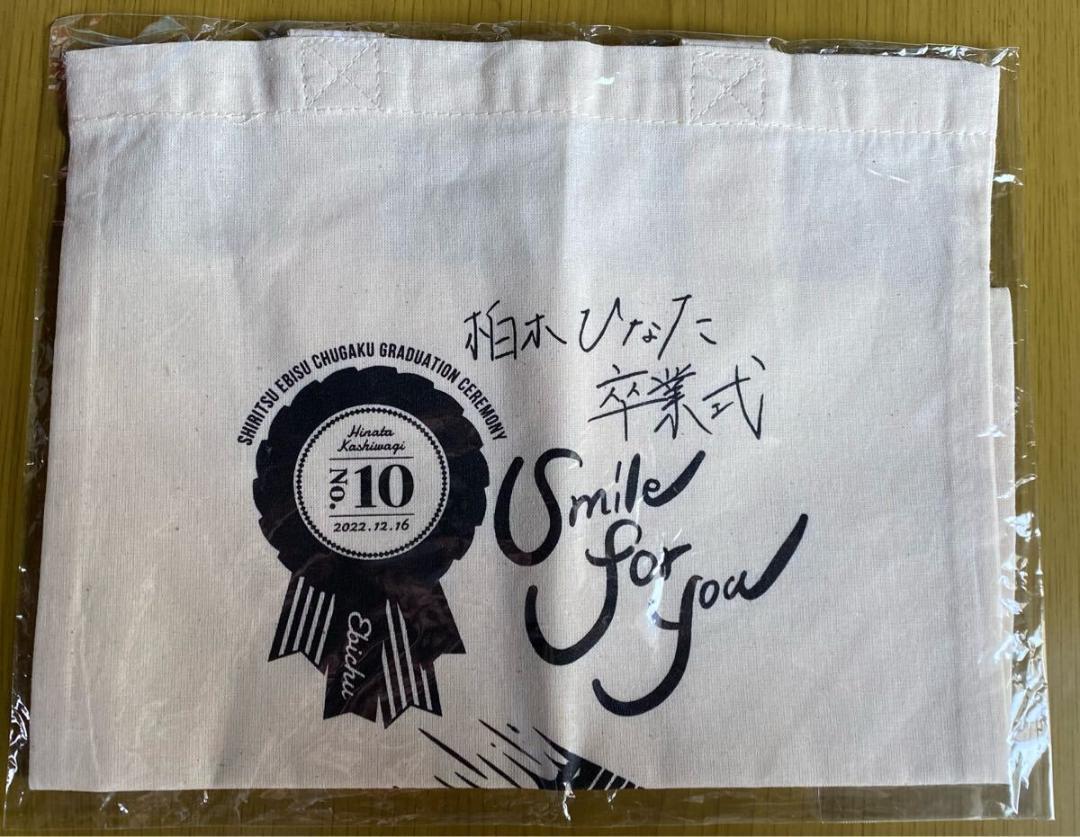 SHIRITSU EBISU CHUGAKU GRADUATION CEREMONY
Hinata
Kashiwagi
No. 10
2022.12.16
Ebichu
柏木ひなた
卒業式
Smile
for
you